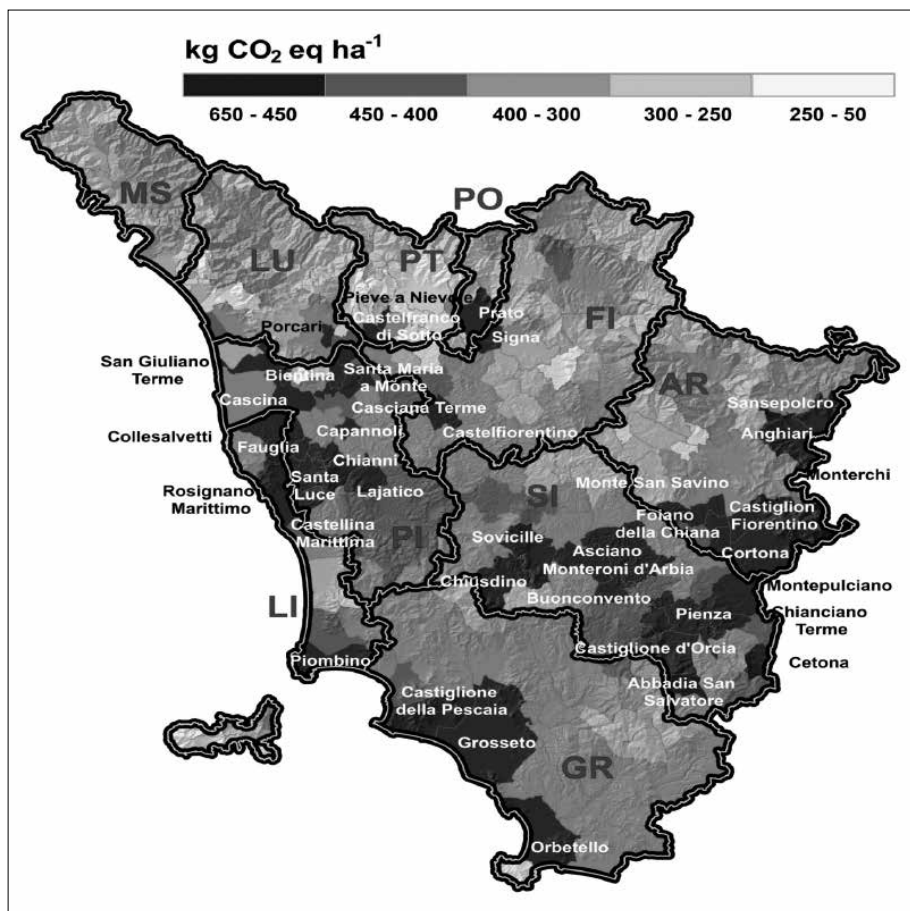 kg CO₂ eq ha⁻¹
650 - 450 450 - 400 400 - 300 300 - 250 250 - 50
MS
PO
LU
PT
Pieve a Nievole
Castelfranco
di Sotto
Prato
Signa
FI
Porcari
San Giuliano
Terme
Bientina
Santa Maria
a Monte
AR
Cascina
Casciana Terme
Sansepolcro
Collesalvetti
Capannoli
Castelfiorentino
Anghiari
Fauglia
Chianni
Monterchi
Rosignano
Marittimo
Santa
Luce
Lajatico
SI
Monte San Savino
Castiglion
Fiorentino
Foiano
della Chiana
Castellina
Marittima
PI
Sovicille
Asciano
Monteroni d'Arbia
Cortona
Chiusdino
Buonconvento
Montepulciano
LI
Pienza
Chianciano
Terme
Piombino
Castiglione d'Orcia
Cetona
Castiglione
della Pescaia
Abbadia San
Salvatore
Grosseto
GR
Orbetello